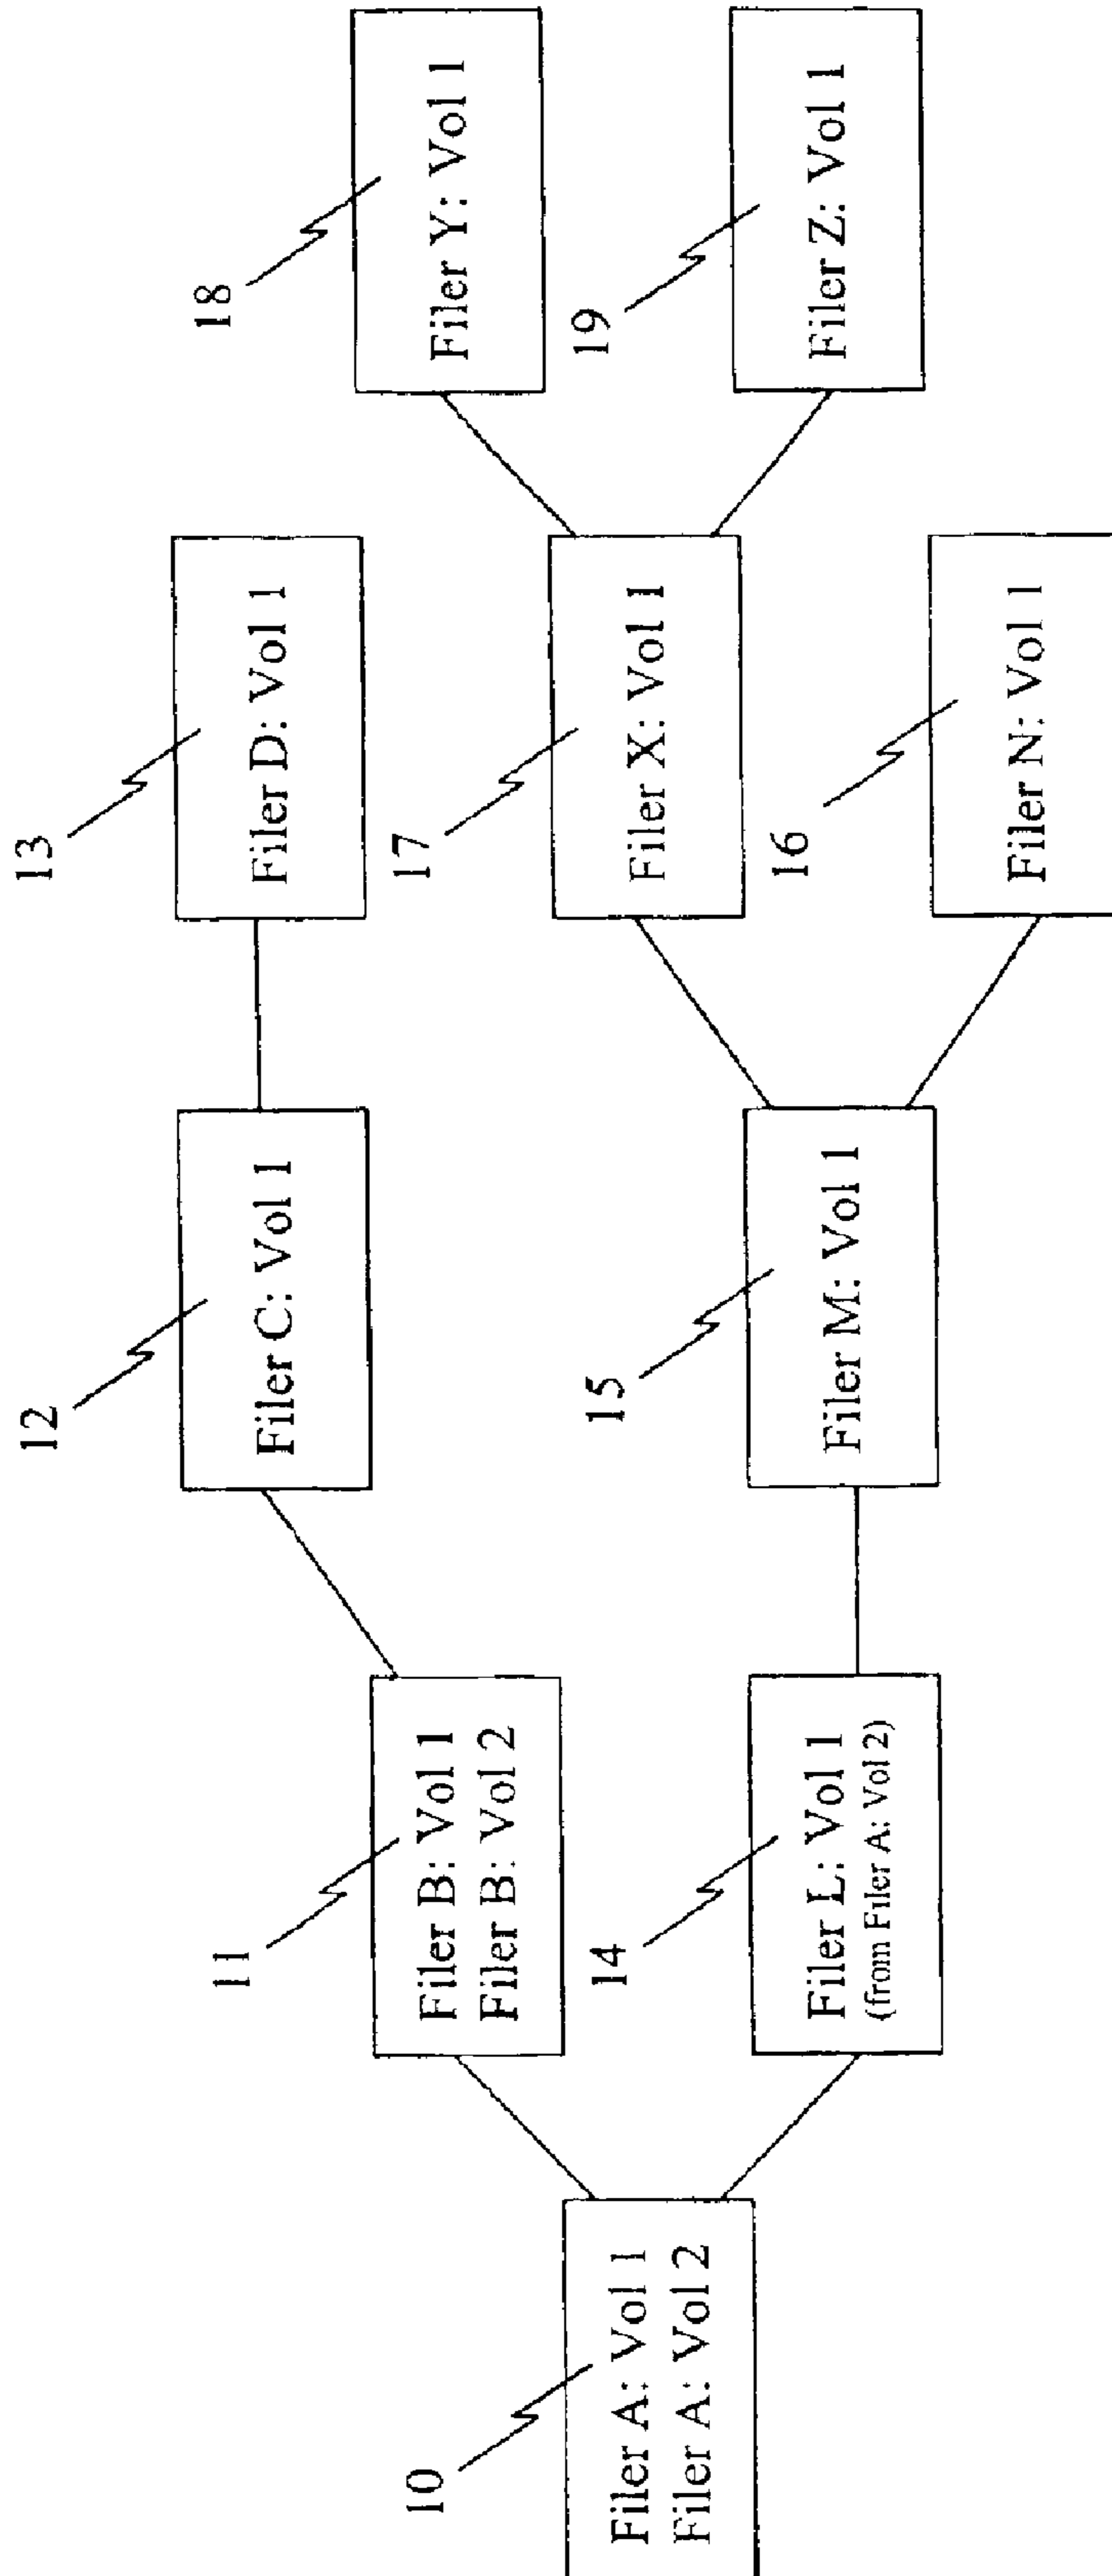 10
Filer A: Vol 1
Filer A: Vol 2
11
Filer B: Vol 1
Filer B: Vol 2
12
Filer C: Vol 1
13
Filer D: Vol 1
14
Filer L: Vol 1
(from Filer A: Vol 2)
15
Filer M: Vol 1
16
Filer N: Vol 1
17
Filer X: Vol 1
18
Filer Y: Vol 1
19
Filer Z: Vol 1